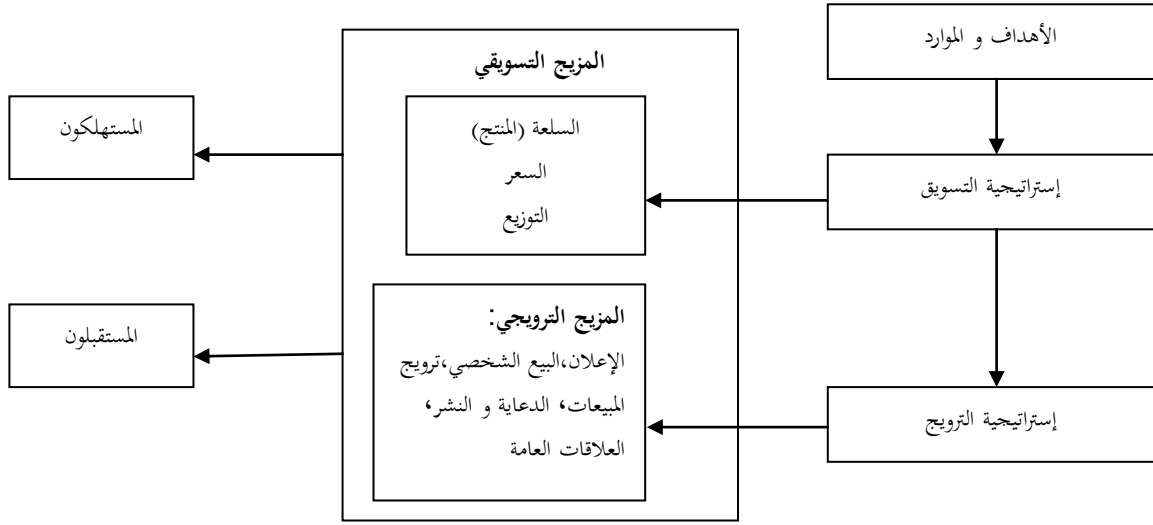 الأهداف و الموارد
المزيج التسويقي
السلعة (المنتج)
السعر
التوزيع
المستهلكون
إستراتيجية التسويق
المزيج الترويجي:
الإعلان،البيع الشخصي،ترويج
المبيعات، الدعاية و النشر،
العلاقات العامة
المستقبلون
إستراتيجية الترويج